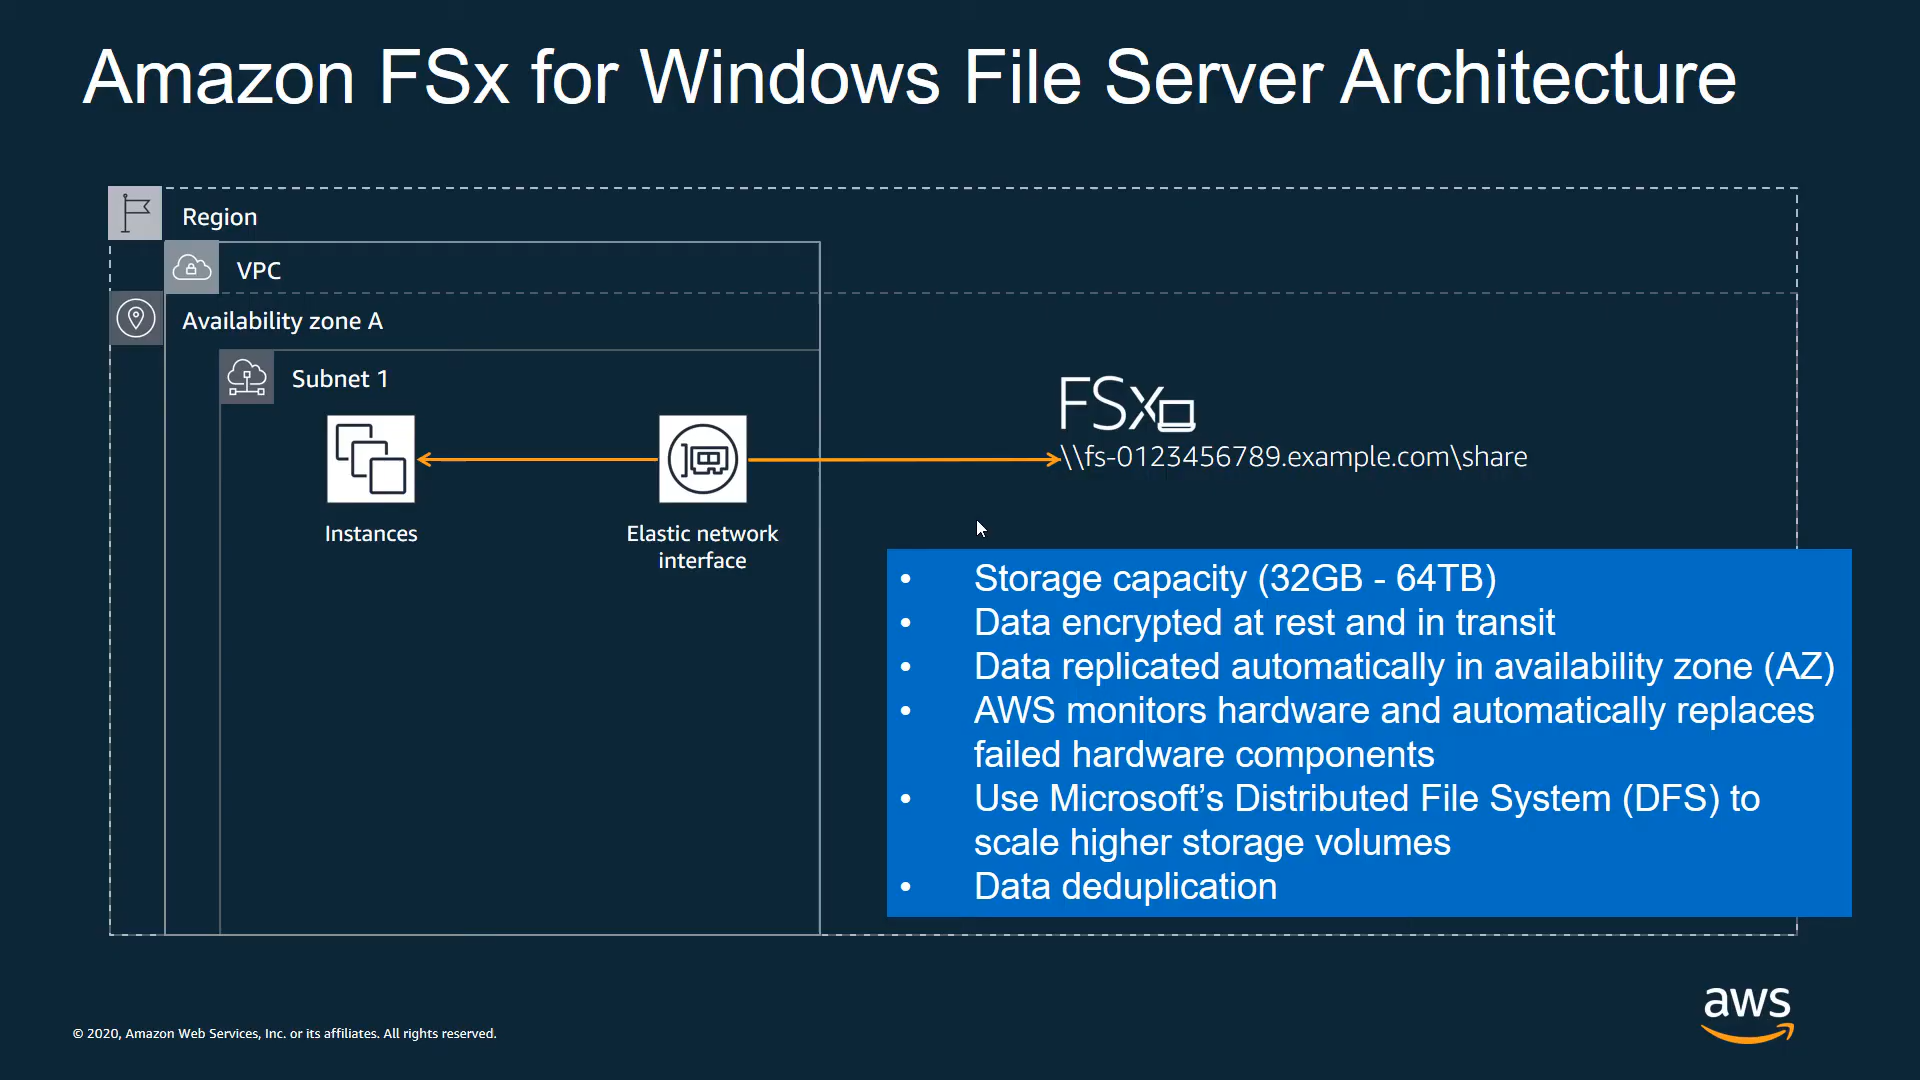 Amazon FSx for Windows File Server Architecture
Region
VPC
Availability zone A
Subnet 1
FSx
\\fs-0123456789.example.com\share
Instances
Elastic network
interface
• Storage capacity (32GB - 64TB)
• Data encrypted at rest and in transit
• Data replicated automatically in availability zone (AZ)
• AWS monitors hardware and automatically replaces
failed hardware components
• Use Microsoft’s Distributed File System (DFS) to
scale higher storage volumes
• Data deduplication
aws
© 2020, Amazon Web Services, Inc. or its affiliates. All rights reserved.